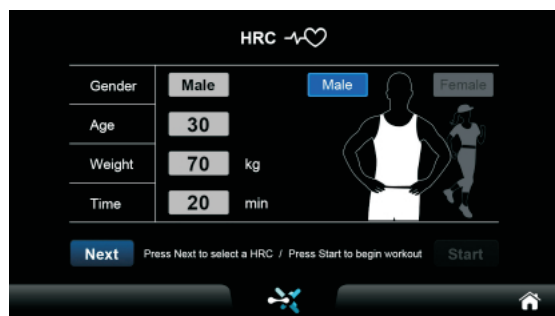 HRC
Gender Male Male Female
Age 30
Weight 70 kg
Time 20 min
Next Press Next to select a HRC / Press Start to begin workout Start